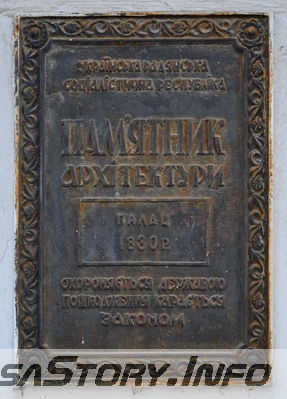 УКРАЇНСЬКА РАДЯНСЬКА
СОЦІАЛІСТИЧНА РЕСПУБЛІКА
ПАМ'ЯТНИК
АРХІТЕКТУРИ
ПАЛАЦ
1830 Р.
ОХОРОНЯЄТЬСЯ ДЕРЖАВОЮ
ПОШКОДЖЕННЯ КАРАЄТЬСЯ
ЗАКОНОМ
SASTORY.INFO